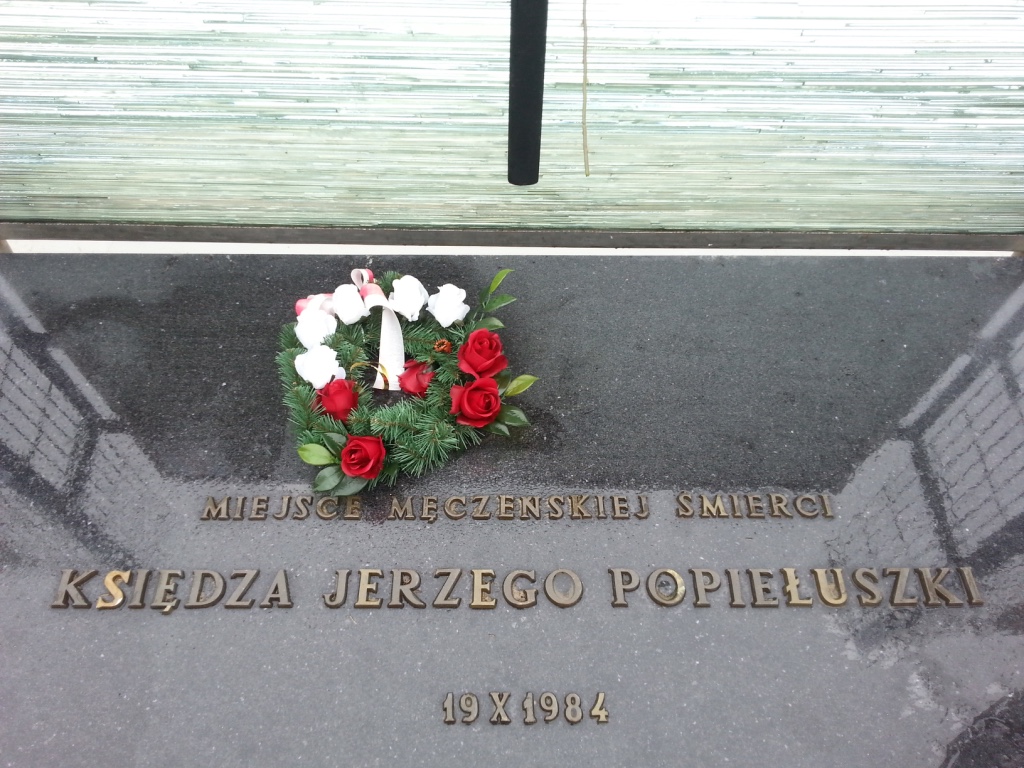 MIEJSCE MĘCZEŃSKIEJ ŚMIERCI
KSIĘDZA JERZEGO POPIEŁUSZKI
19 X 1984